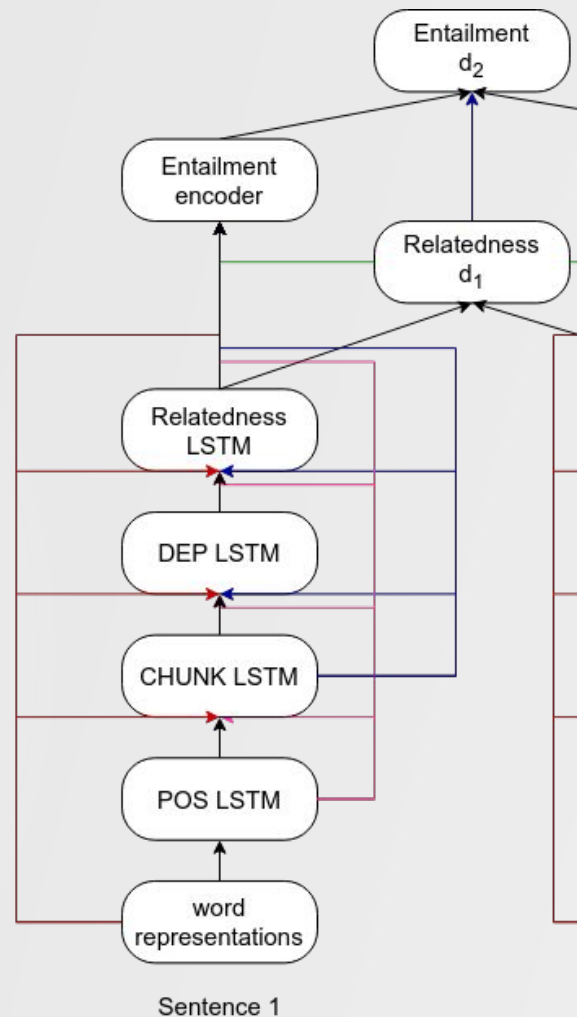 Entailment
d2
Entailment
encoder
Relatedness
d1
Relatedness
LSTM
DEP LSTM
CHUNK LSTM
POS LSTM
word
representations
Sentence 1